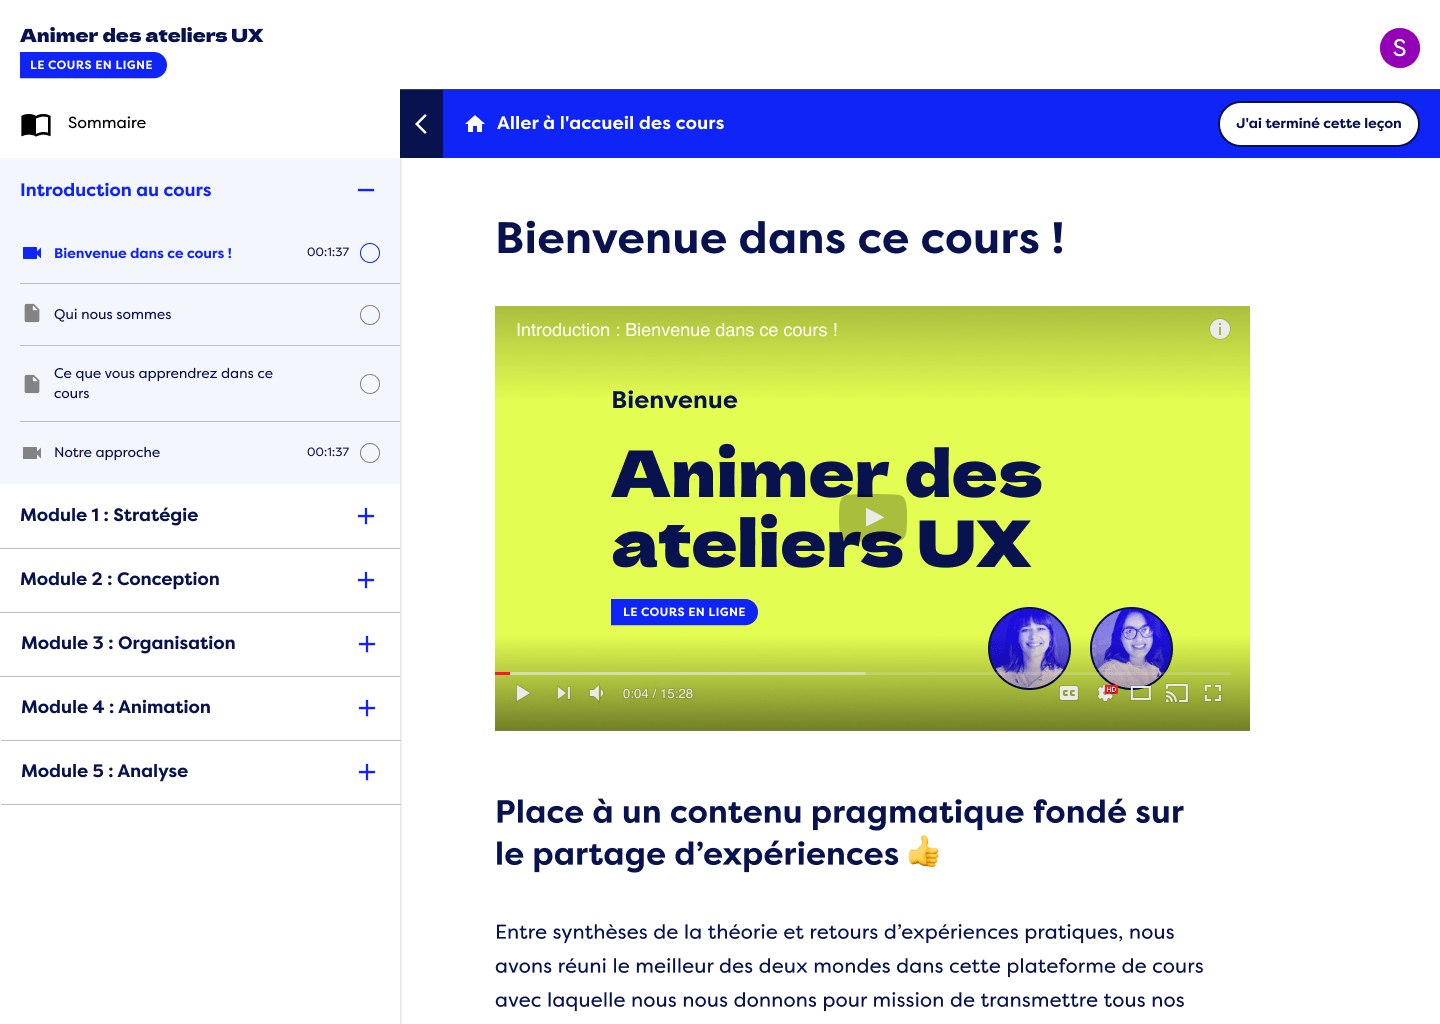 Animer des ateliers UX
LE COURS EN LIGNE
S
Sommaire
Aller à l'accueil des cours
J'ai terminé cette leçon
Introduction au cours
Bienvenue dans ce cours !
00:1:37
Qui nous sommes
Ce que vous apprendrez dans ce
cours
Notre approche
00:1:37
Module 1 : Stratégie
Module 2 : Conception
Module 3 : Organisation
Module 4 : Animation
Module 5 : Analyse
Bienvenue dans ce cours !
Introduction : Bienvenue dans ce cours !
i
Bienvenue
Animer des
ateliers UX
LE COURS EN LIGNE
0:04 / 15:28
CC
HD
Place à un contenu pragmatique fondé sur
le partage d’expériences 👍
Entre synthèses de la théorie et retours d’expériences pratiques, nous
avons réuni le meilleur des deux mondes dans cette plateforme de cours
avec laquelle nous nous donnons pour mission de transmettre tous nos